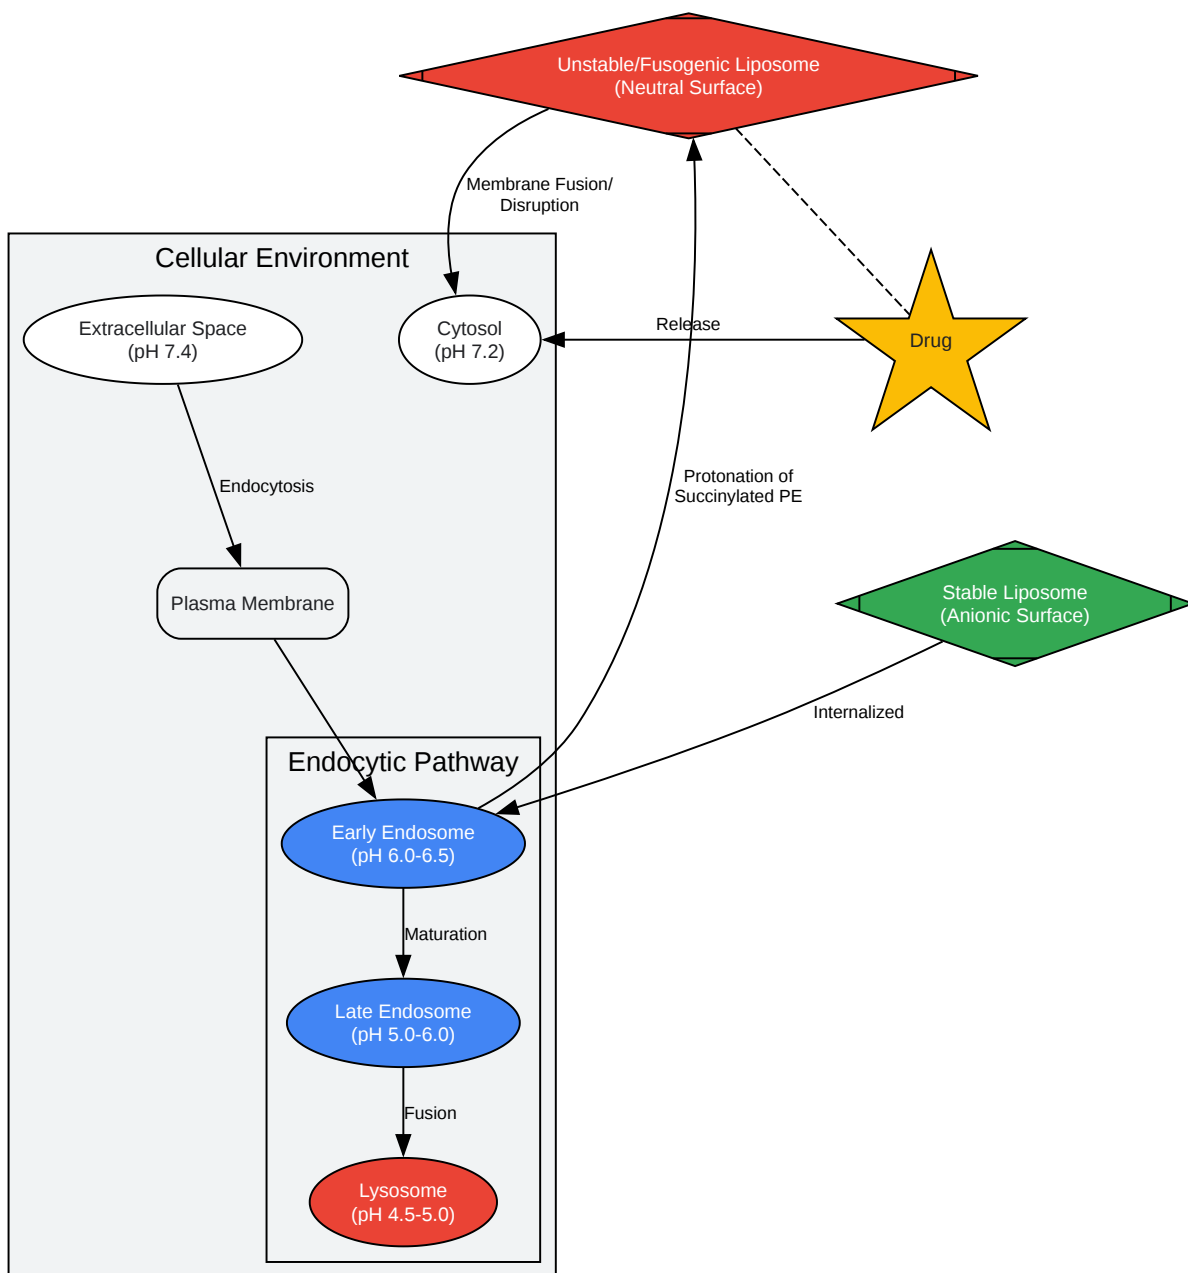 Unstable/Fusogenic Liposome
(Neutral Surface)
Membrane Fusion/
Disruption
Cellular Environment
Extracellular Space
(pH 7.4)
Cytosol
(pH 7.2)
Release
Drug
Endocytosis
Protonation of
Succinylated PE
Plasma Membrane
Stable Liposome
(Anionic Surface)
Internalized
Endocytic Pathway
Early Endosome
(pH 6.0-6.5)
Maturation
Late Endosome
(pH 5.0-6.0)
Fusion
Lysosome
(pH 4.5-5.0)